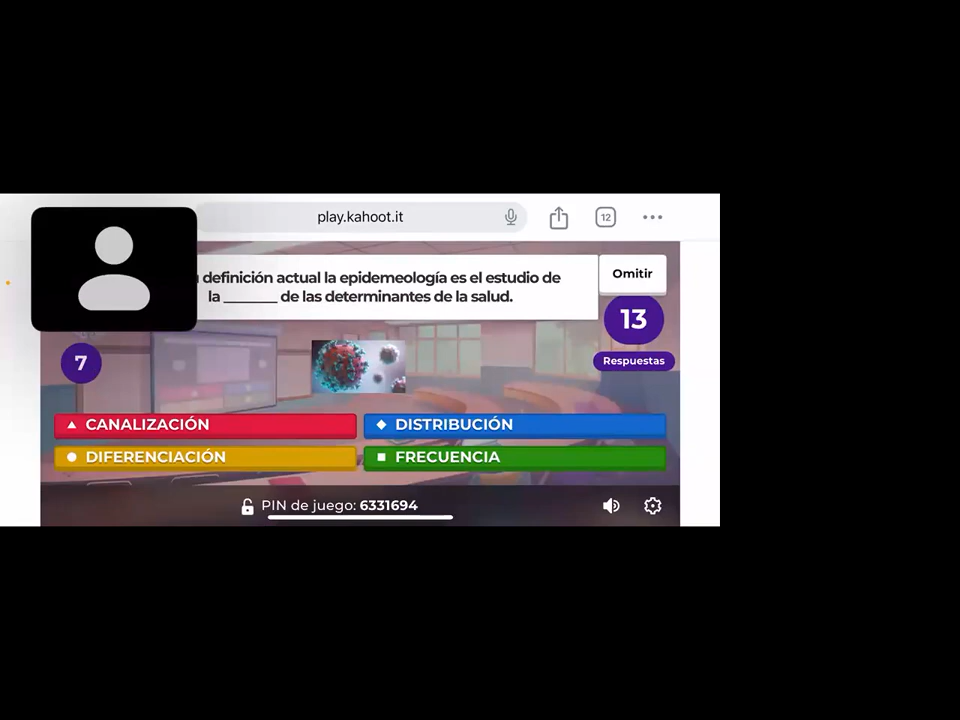 play.kahoot.it
12
definición actual la epidemeología es el estudio de
la _______ de las determinantes de la salud.
Omitir
13
Respuestas
7
CANALIZACIÓN
DISTRIBUCIÓN
DIFERENCIACIÓN
FRECUENCIA
PIN de juego: 6331694